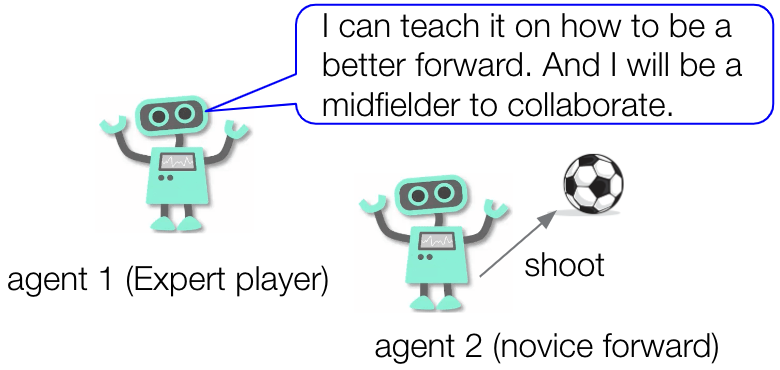 I can teach it on how to be a
better forward. And I will be a
midfielder to collaborate.
agent 1 (Expert player)
shoot
agent 2 (novice forward)